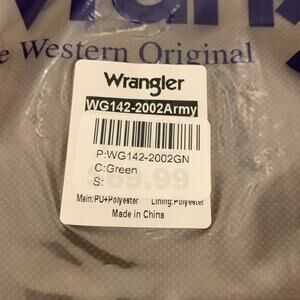 e Western Original
Wrangler
WG142-2002Army
P:WG142-2002GN
C:Green
S:
Main:PU+Polyester Lining:Polyester
Made in China